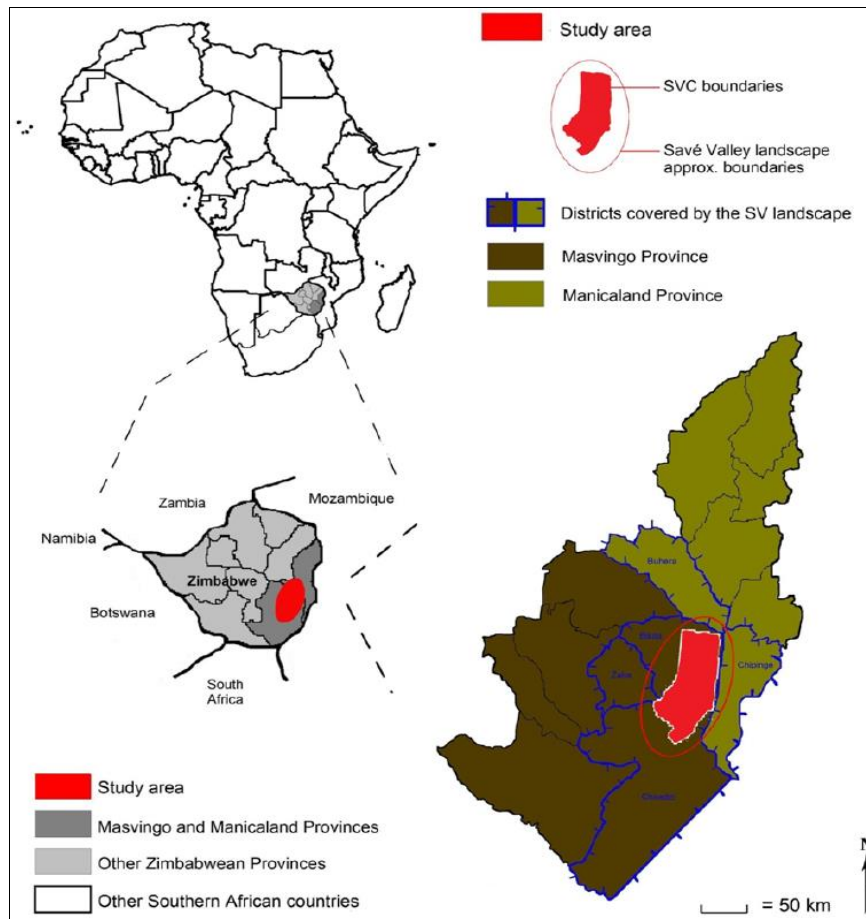 Study area
SVC boundaries
Savé Valley landscape
approx. boundaries
Districts covered by the SV landscape
Masvingo Province
Manicaland Province
Zambia
Mozambique
Namibia
Zimbabwe
Botswana
South
Africa
Buhera
Bikita
Zaka
Chipinge
Chiredzi
Study area
Masvingo and Manicaland Provinces
Other Zimbabwean Provinces
Other Southern African countries
N
= 50 km